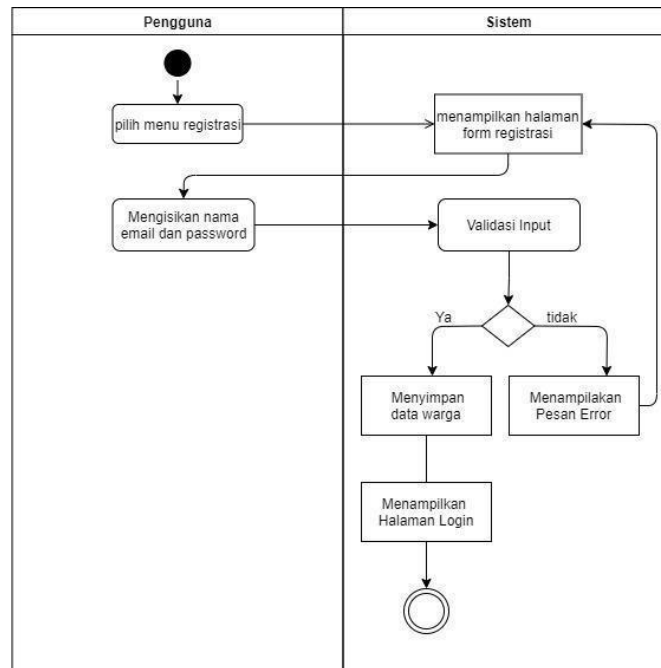 Pengguna
Sistem
pilih menu registrasi
menampilkan halaman
form registrasi
Mengisikan nama
email dan password
Validasi Input
Ya
tidak
Menyimpan
data warga
Menampilakan
Pesan Error
Menampilkan
Halaman Login